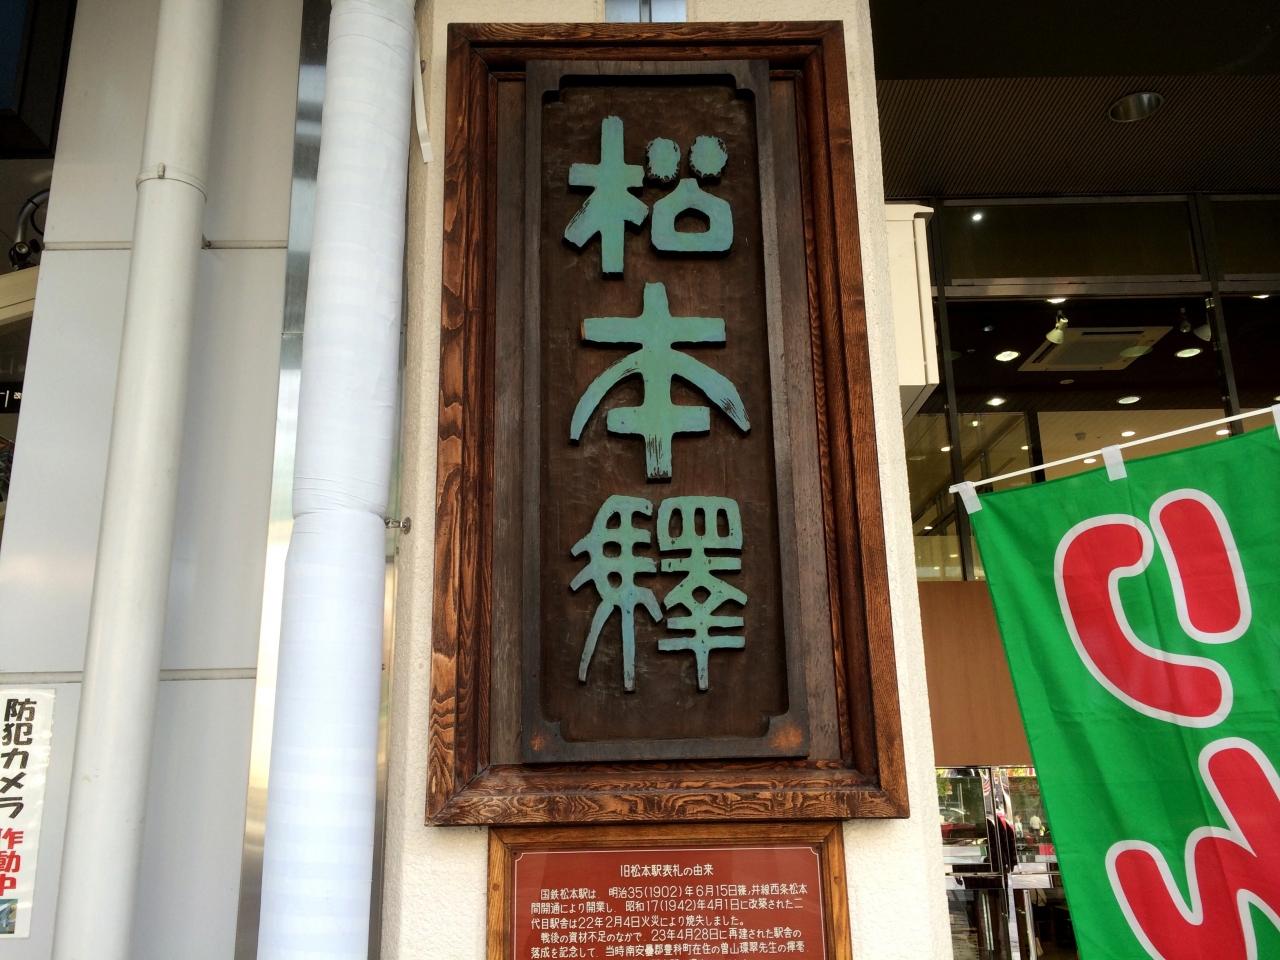 松本驛
旧松本駅表札の由来
国鉄松本駅は、明治35(1902)年6月15日篠ノ井線西条松本
間開通により開業し、昭和17(1942)年4月1日に改築された二
代目駅舎は22年2月4日火災により焼失しました。
戦後の資材不足のなかで、23年4月28日に再建された駅舎の
落成を記念して、当時南安曇郡豊科町在住の曽山環翠先生の揮毫
防犯カメラ
作動中